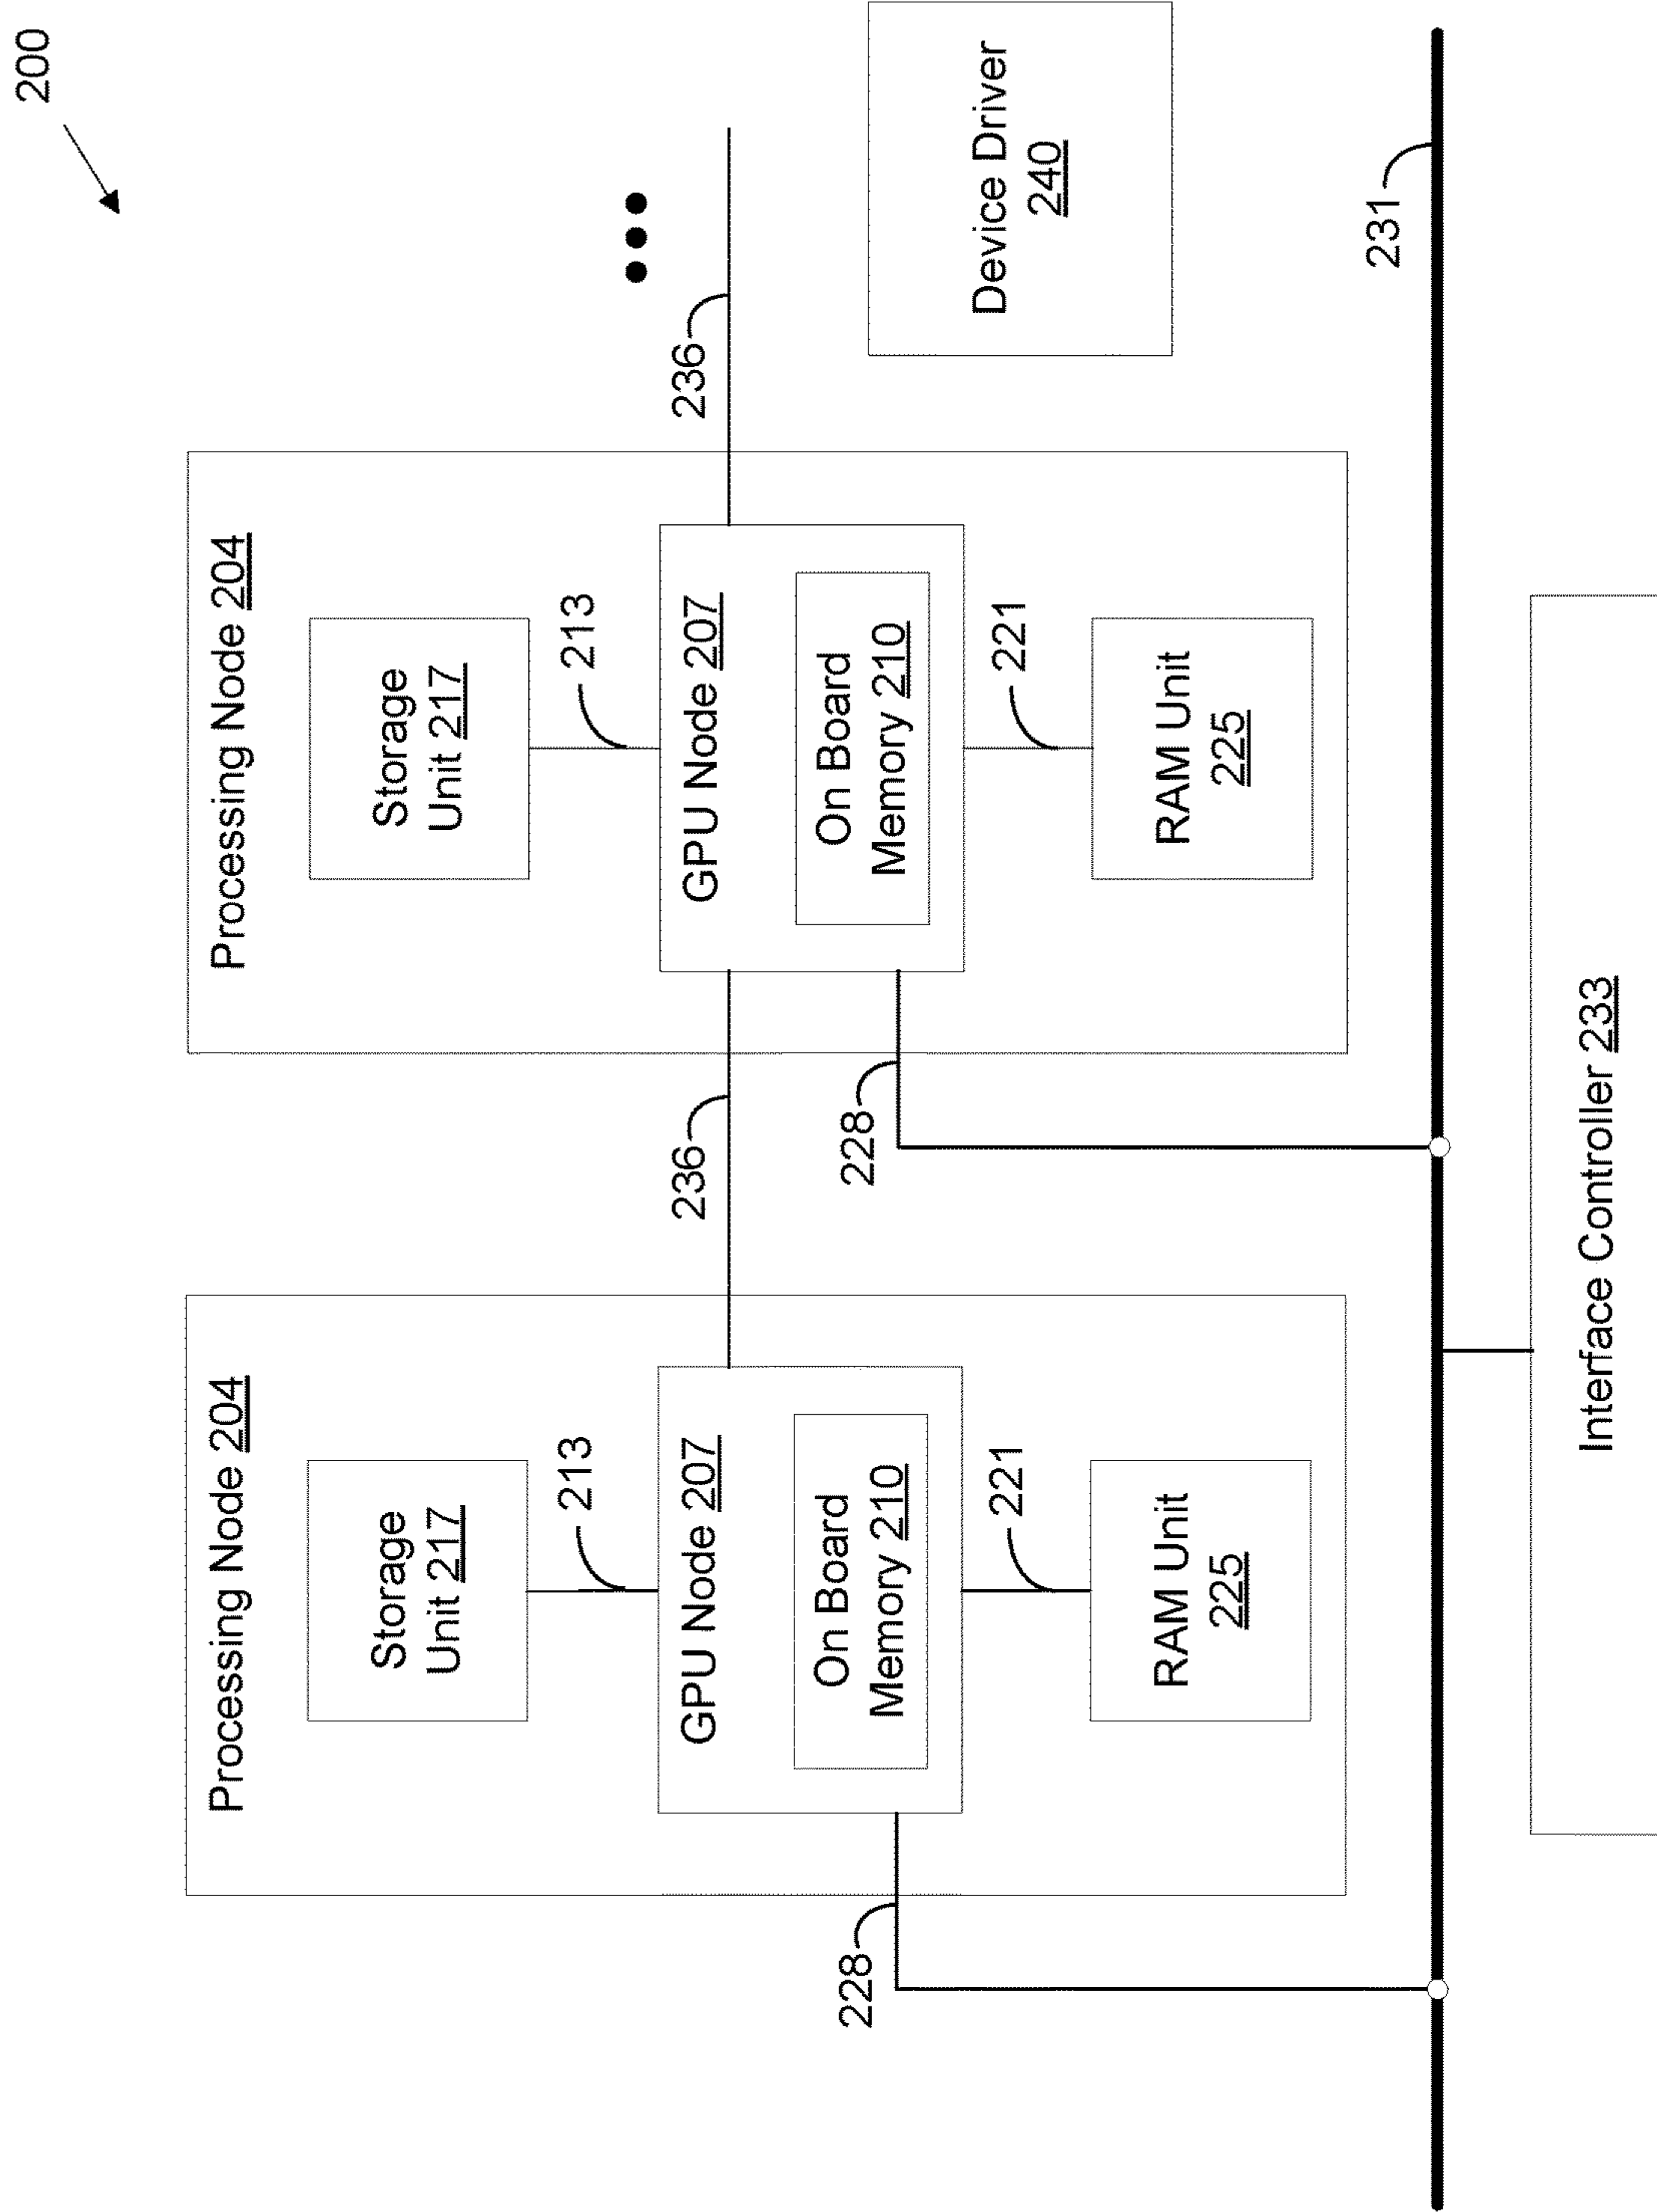 200
Processing Node 204
Storage
Unit 217
213
GPU Node 207
On Board
Memory 210
221
RAM Unit
225
228
236
Processing Node 204
Storage
Unit 217
213
GPU Node 207
On Board
Memory 210
221
RAM Unit
225
228
236
Device Driver
240
231
Interface Controller 233